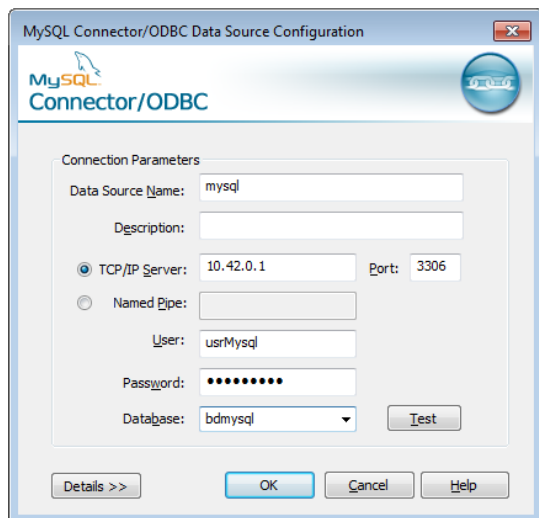 MySQL Connector/ODBC Data Source Configuration
MySQL
Connector/ODBC
Connection Parameters
Data Source Name: mysql
Description:
TCP/IP Server: 10.42.0.1 Port: 3306
Named Pipe:
User: usrMysql
Password: •••••••••
Database: bdmysql Test
Details >> OK Cancel Help